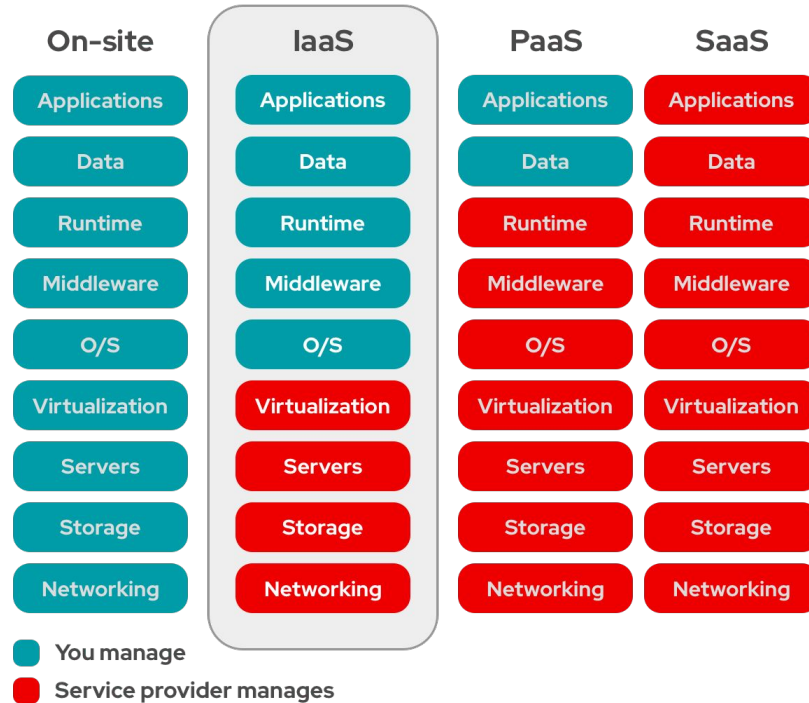 On-site IaaS PaaS SaaS
Applications Applications Applications Applications
Data Data Data Data
Runtime Runtime Runtime Runtime
Middleware Middleware Middleware Middleware
O/S O/S O/S O/S
Virtualization Virtualization Virtualization Virtualization
Servers Servers Servers Servers
Storage Storage Storage Storage
Networking Networking Networking Networking
You manage
Service provider manages